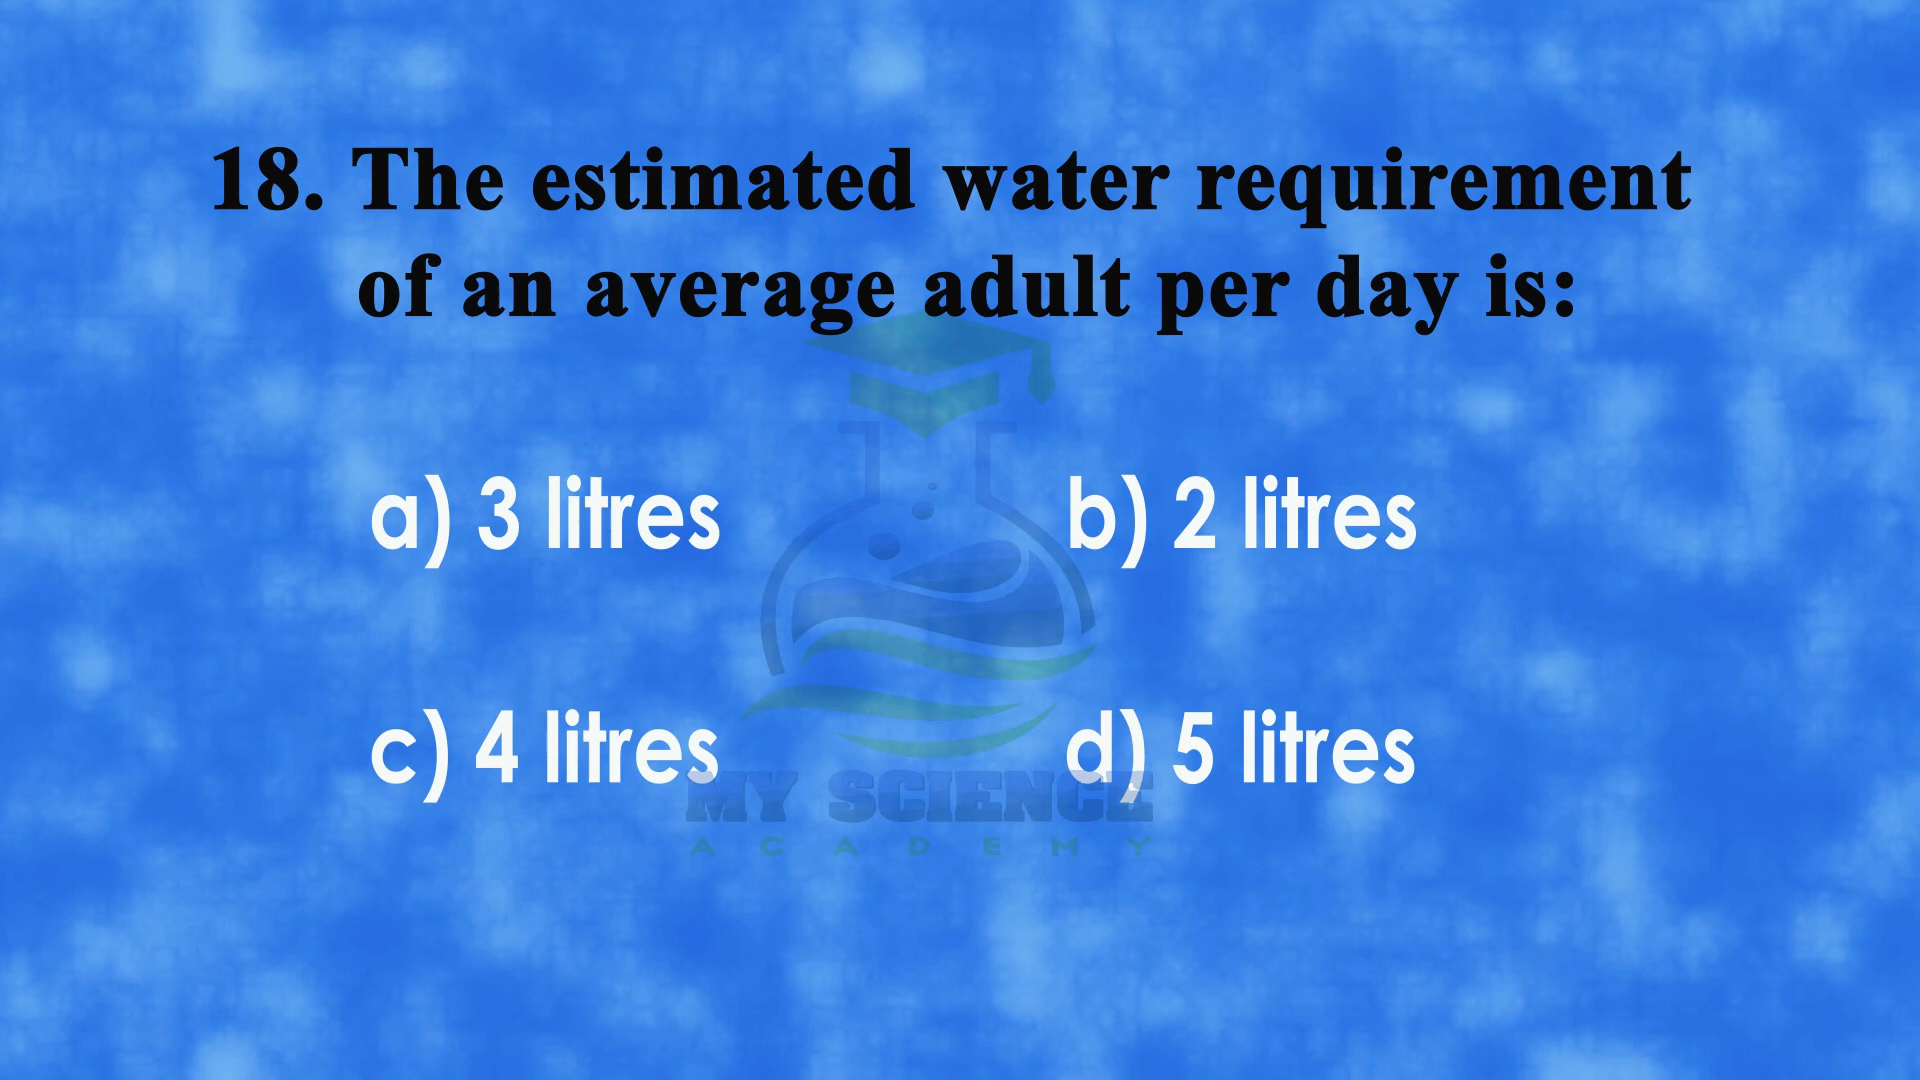 18. The estimated water requirement
of an average adult per day is:
a) 3 litres
b) 2 litres
c) 4 litres
d) 5 litres
MY SCIENCE
ACADEMY